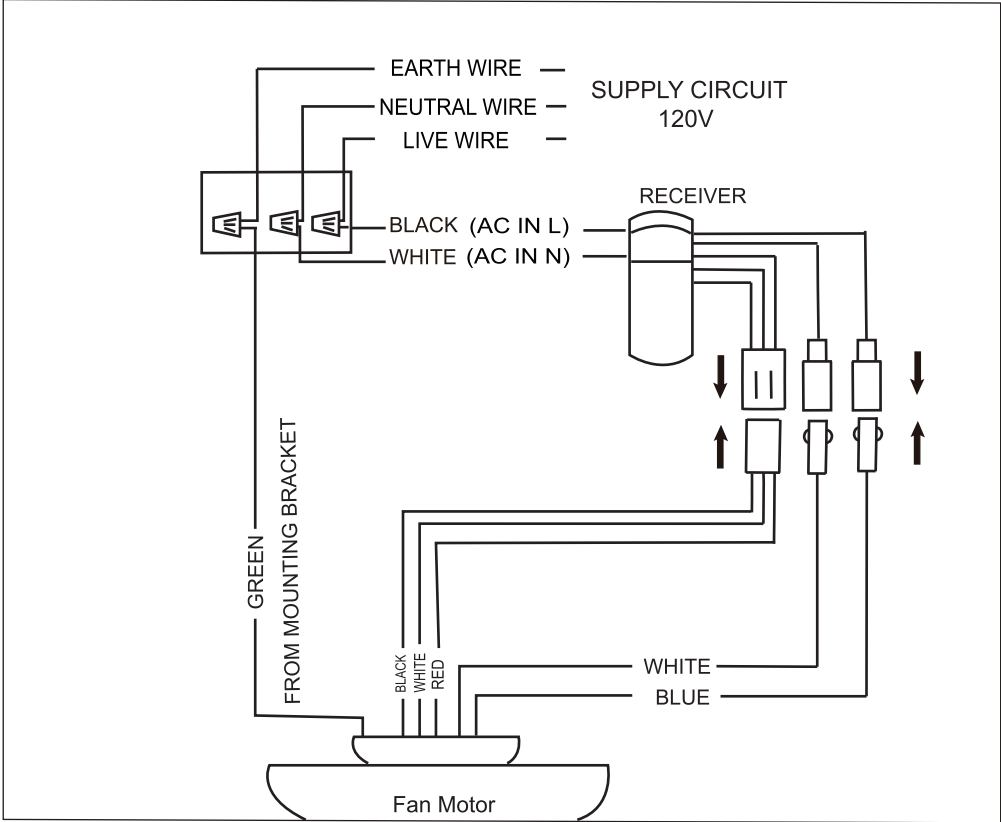 EARTH WIRE
NEUTRAL WIRE
LIVE WIRE
SUPPLY CIRCUIT
120V
RECEIVER
BLACK (AC IN L)
WHITE (AC IN N)
GREEN
FROM MOUNTING BRACKET
BLACK
WHITE
RED
WHITE
BLUE
Fan Motor